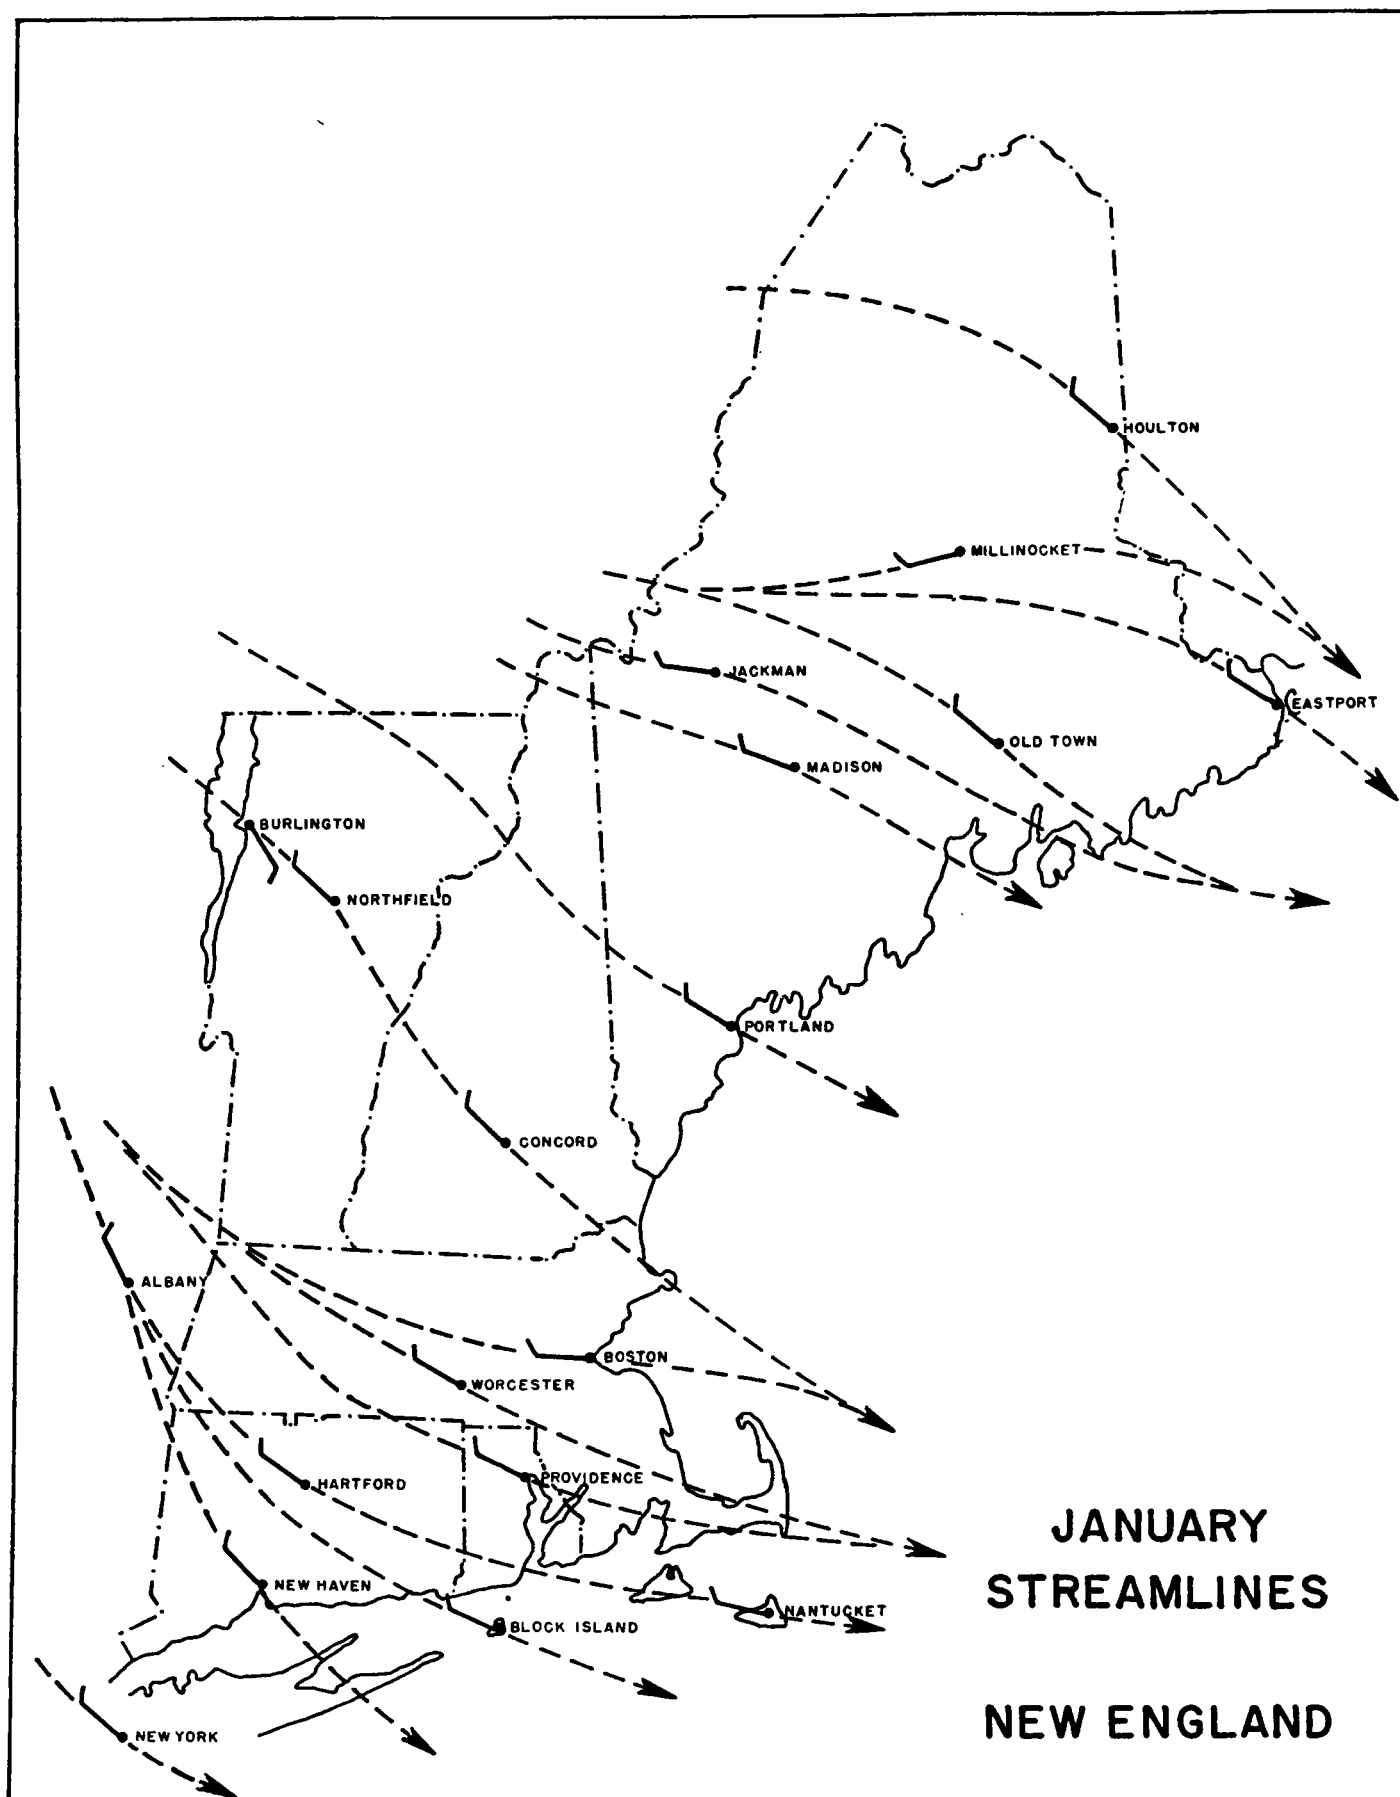 HOULTON
MILLINOCKET
JACKMAN
EASTPORT
OLD TOWN
MADISON
BURLINGTON
NORTHFIELD
PORTLAND
CONCORD
ALBANY
BOSTON
WORCESTER
HARTFORD
PROVIDENCE
NEW HAVEN
NANTUCKET
BLOCK ISLAND
NEW YORK
JANUARY
STREAMLINES
NEW ENGLAND